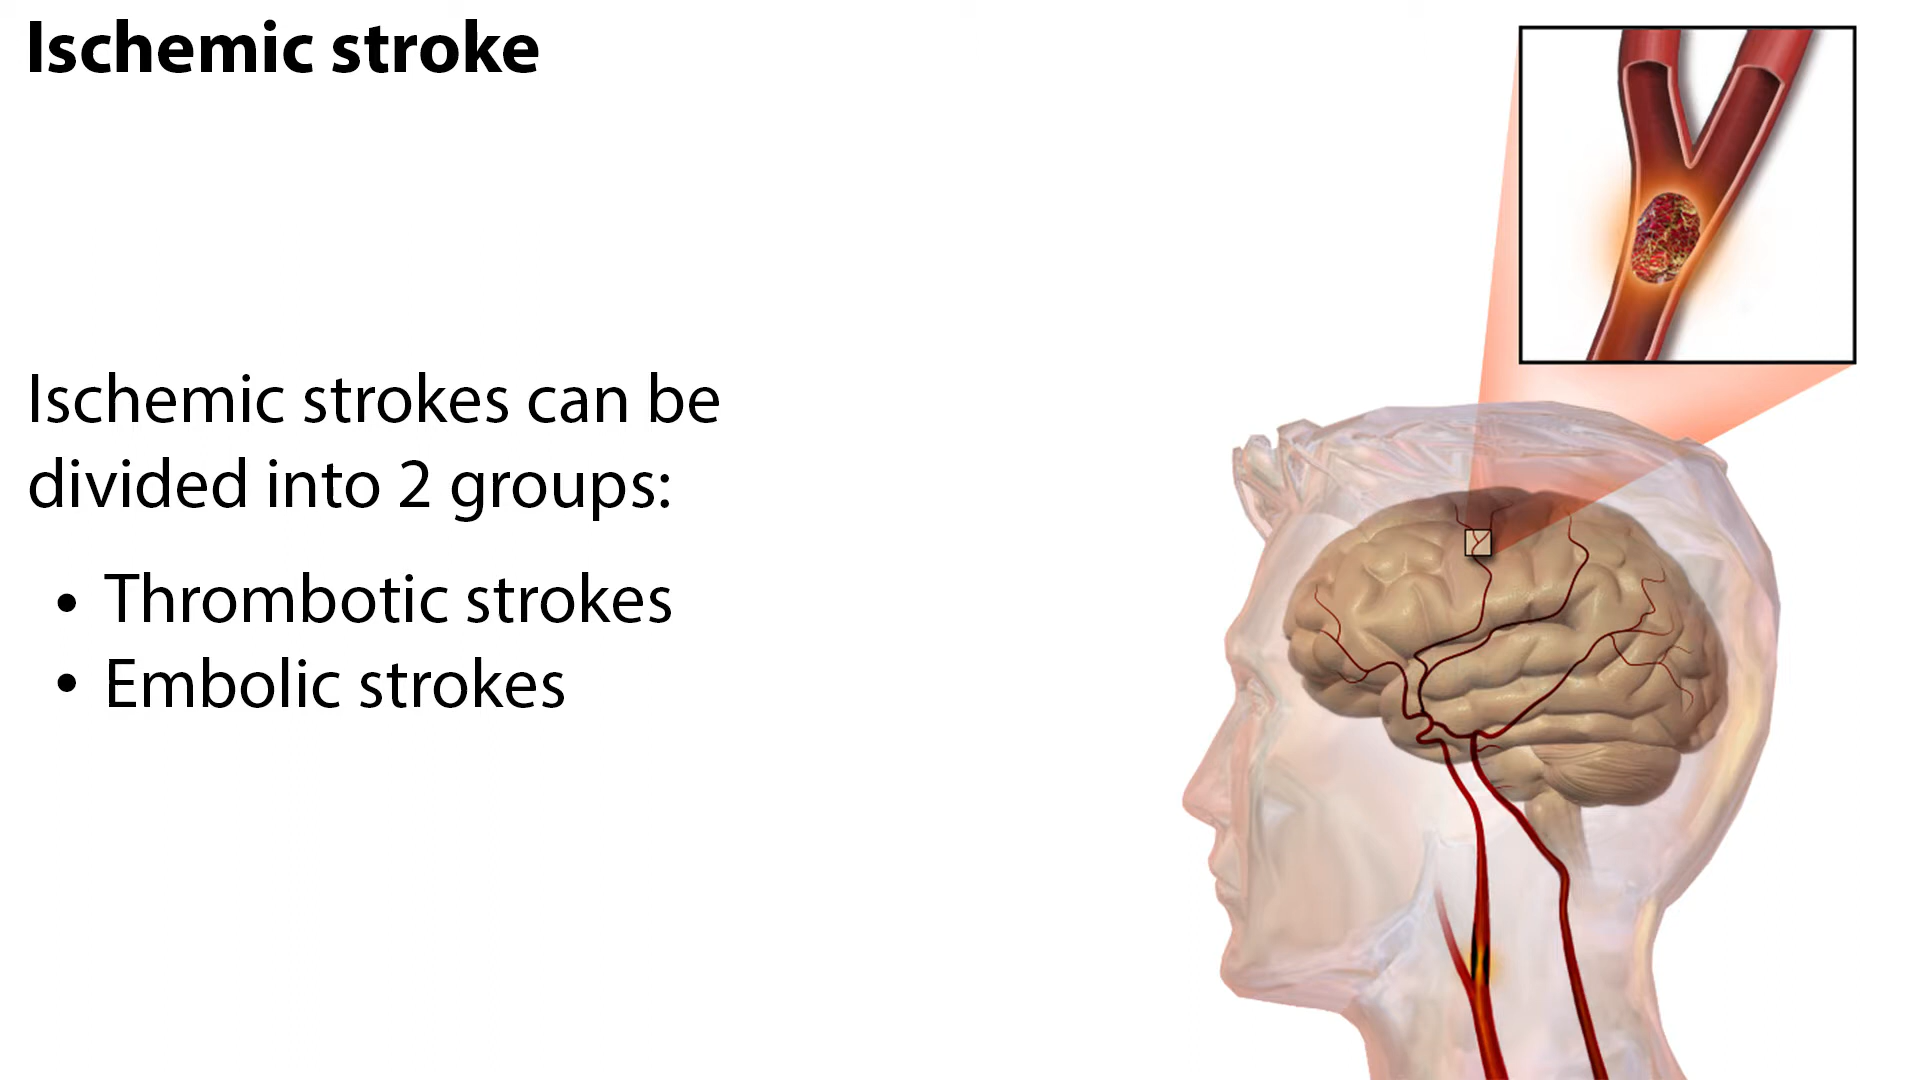 Ischemic stroke
Ischemic strokes can be
divided into 2 groups:
• Thrombotic strokes
• Embolic strokes